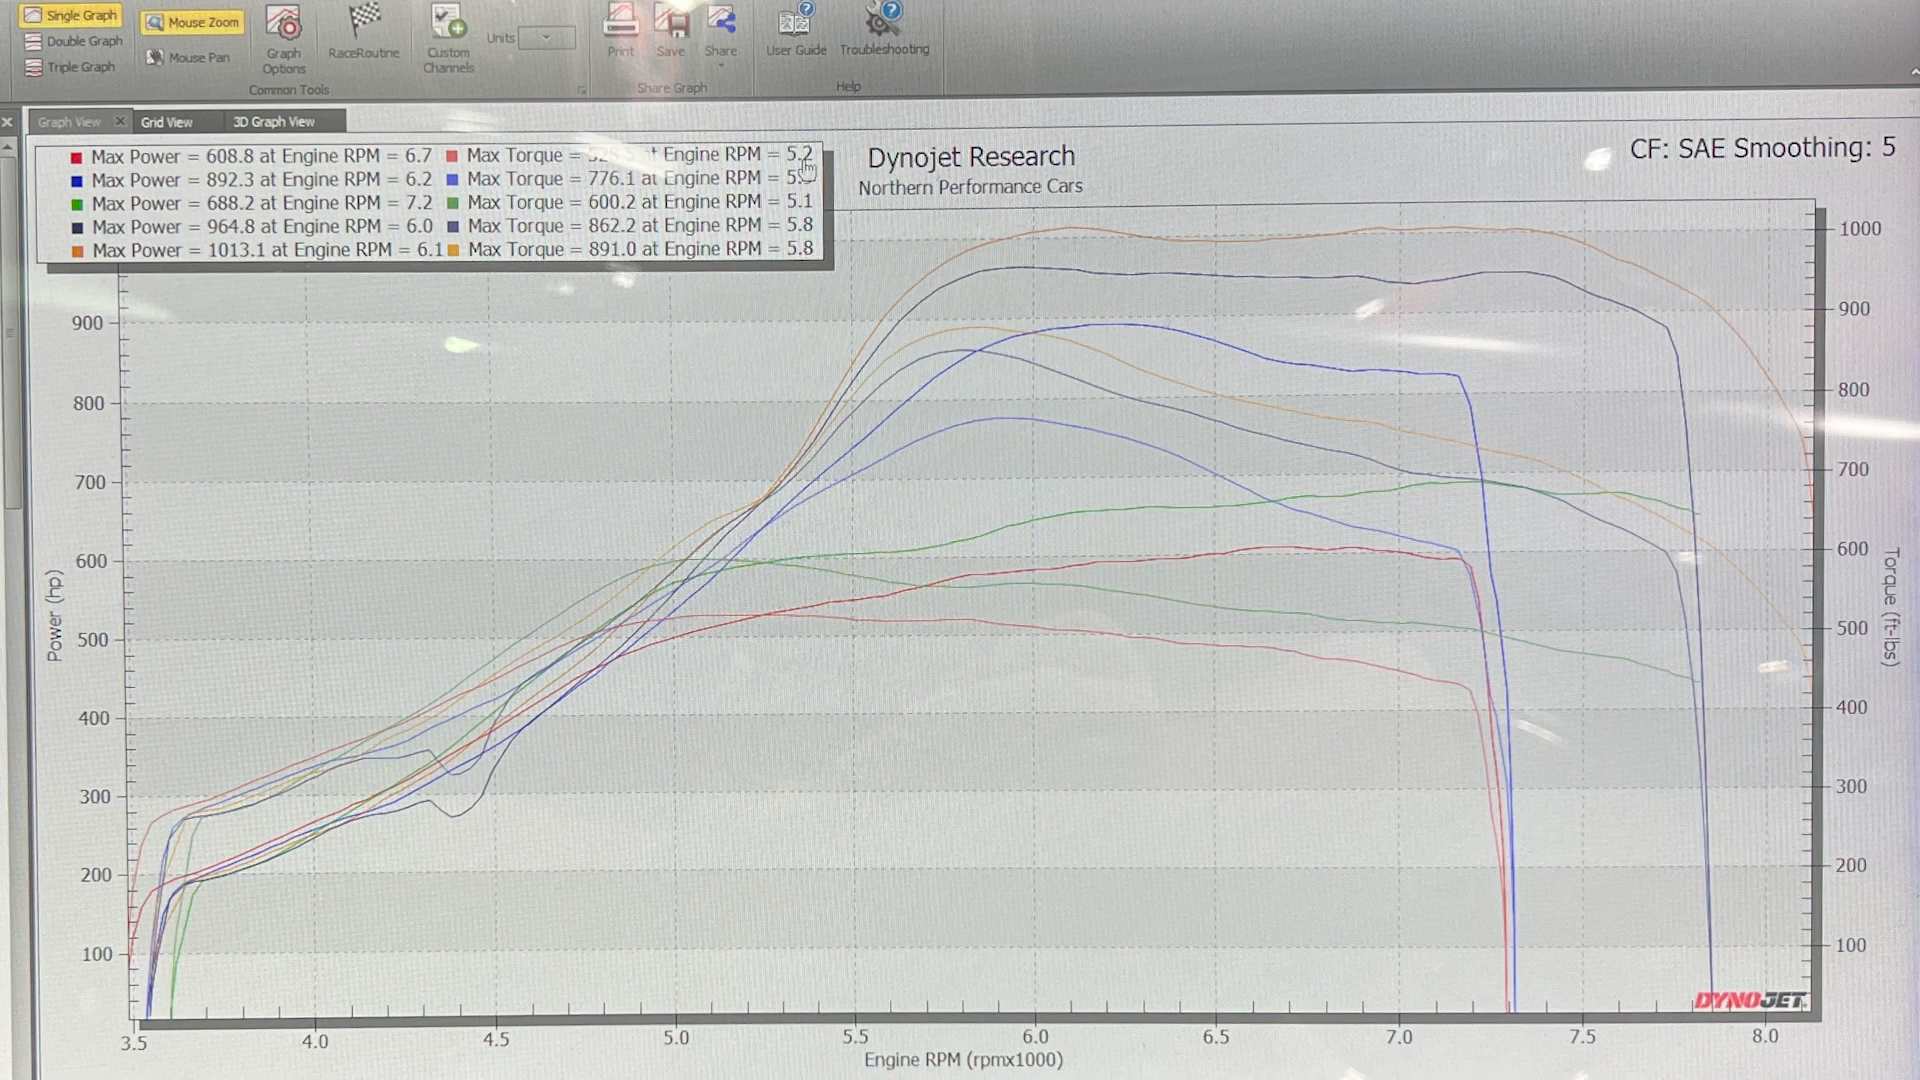 Single Graph
Double Graph
Triple Graph
Mouse Zoom
Mouse Pan
Graph Options
RaceRoutine
Custom Channels
Units
Common Tools
Print
Save
Share
Share Graph
User Guide
Troubleshooting
Help
Graph View
Grid View
3D Graph View
Max Power = 608.8 at Engine RPM = 6.7 Max Torque = at Engine RPM = 5.2
Max Power = 892.3 at Engine RPM = 6.2 Max Torque = 776.1 at Engine RPM =
Max Power = 688.2 at Engine RPM = 7.2 Max Torque = 600.2 at Engine RPM = 5.1
Max Power = 964.8 at Engine RPM = 6.0 Max Torque = 862.2 at Engine RPM = 5.8
Max Power = 1013.1 at Engine RPM = 6.1 Max Torque = 891.0 at Engine RPM = 5.8
Dynojet Research
Northern Performance Cars
CF: SAE Smoothing: 5
900
800
700
600
500
400
300
200
100
Power (hp)
1000
900
800
700
600
500
400
300
200
100
Torque (ft-lbs)
DYNOJET
3.5 4.0 4.5 5.0 5.5 6.0 6.5 7.0 7.5 8.0
Engine RPM (rpmx1000)